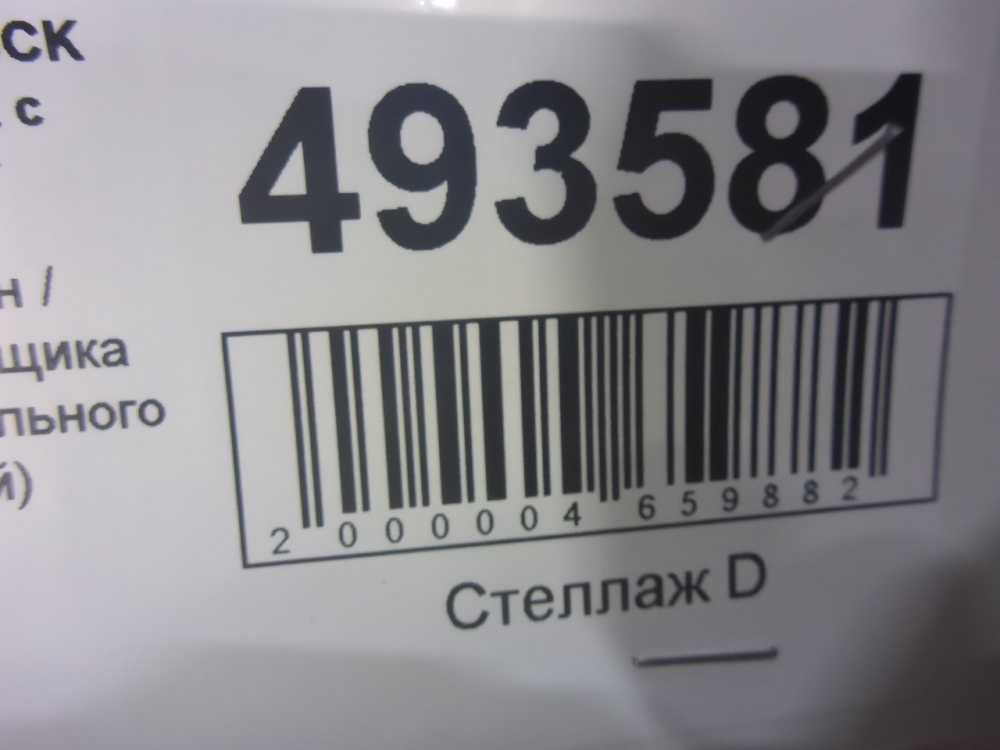 ск
с
493581
н /
щика
льного
й)
2 000004 659882
Стеллаж D